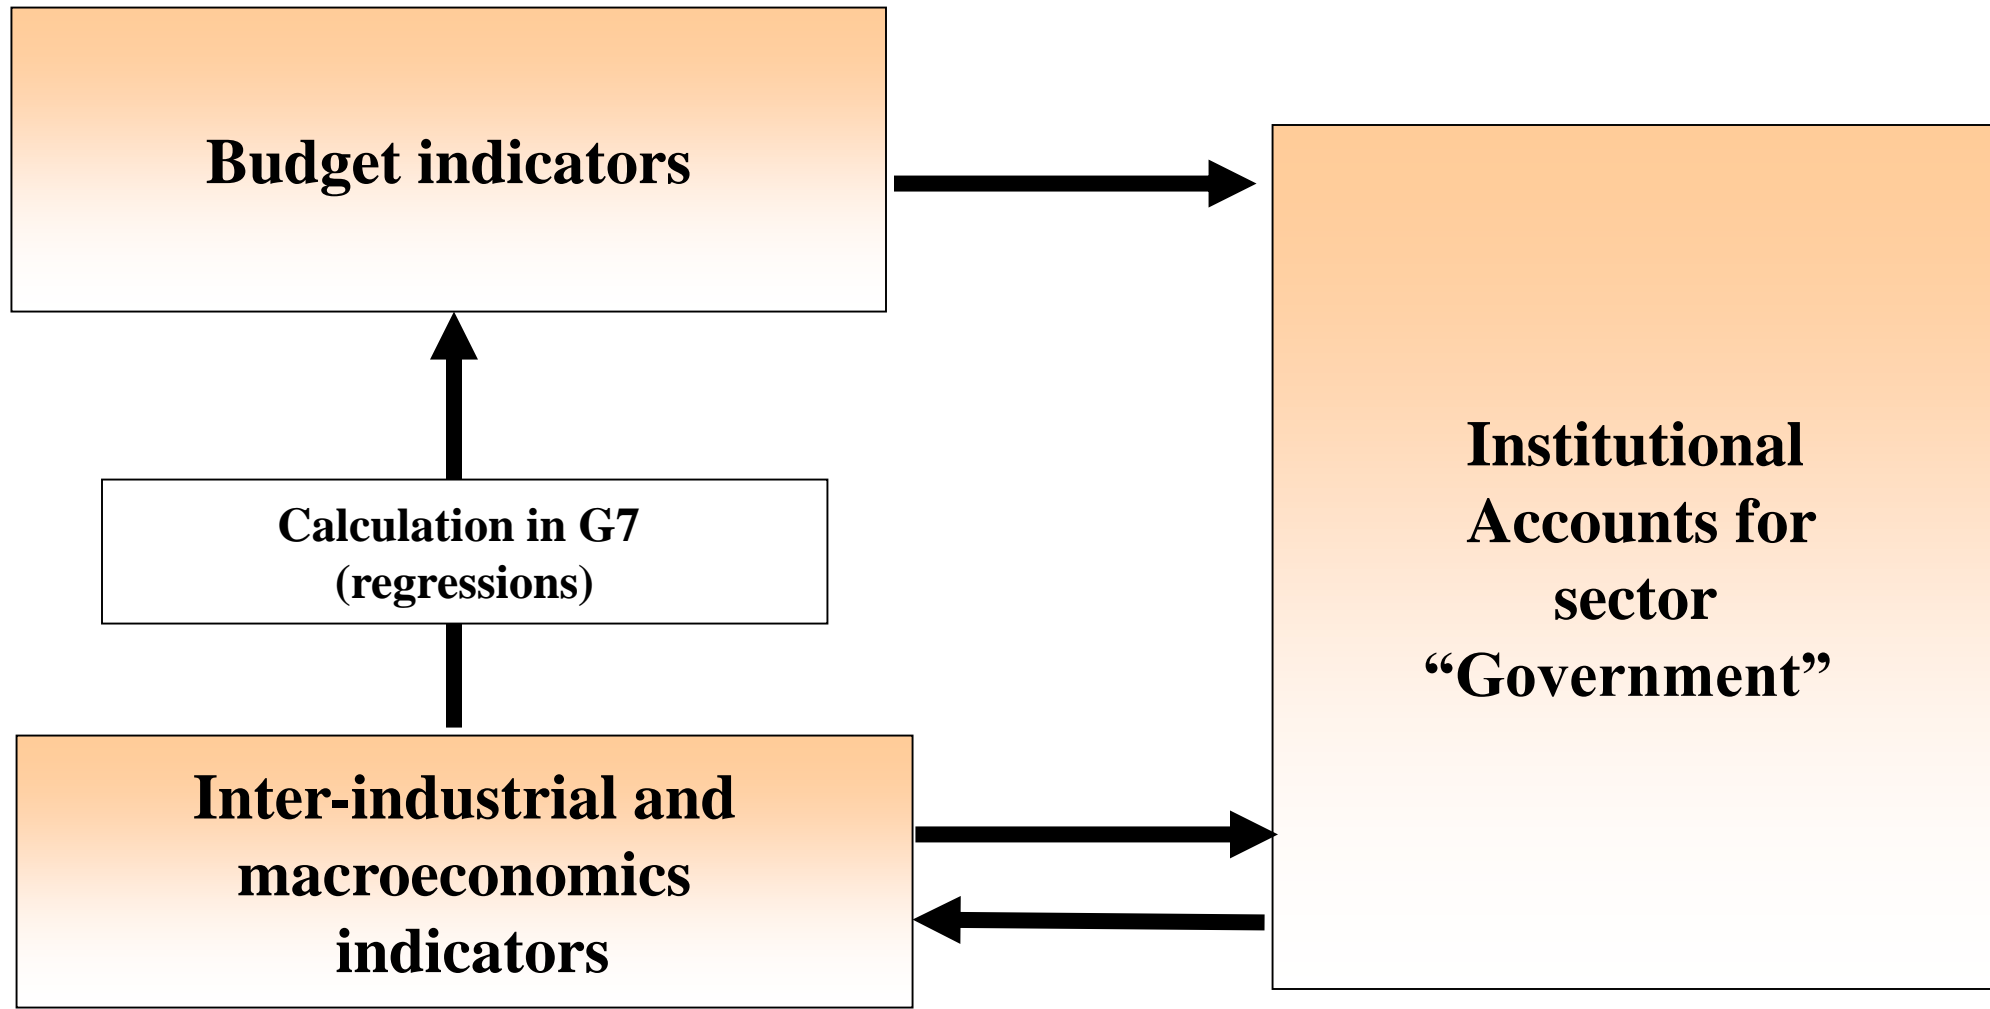 Budget indicators
Calculation in G7
(regressions)
Inter-industrial and
macroeconomics
indicators
Institutional
Accounts for
sector
“Government”